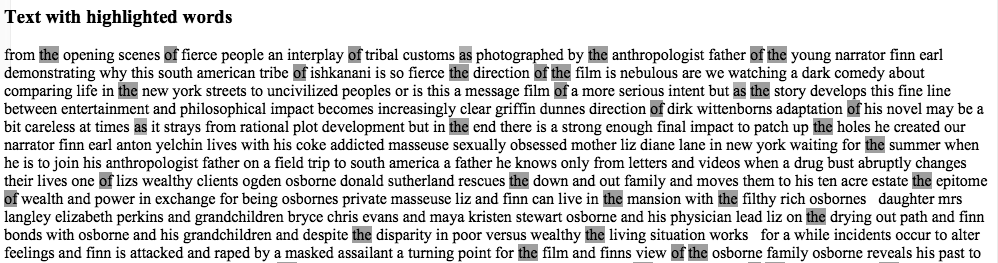 Text with highlighted words
from the opening scenes of fierce people an interplay of tribal customs as photographed by the anthropologist father of the young narrator finn earl
demonstrating why this south american tribe of ishkanani is so fierce the direction of the film is nebulous are we watching a dark comedy about
comparing life in the new york streets to uncivilized peoples or is this a message film of a more serious intent but as the story develops this fine line
between entertainment and philosophical impact becomes increasingly clear griffin dunnes direction of dirk wittenborns adaptation of his novel may be a
bit careless at times as it strays from rational plot development but in the end there is a strong enough final impact to patch up the holes he created our
narrator finn earl anton yelchin lives with his coke addicted masseuse sexually obsessed mother liz diane lane in new york waiting for the summer when
he is to join his anthropologist father on a field trip to south america a father he knows only from letters and videos when a drug bust abruptly changes
their lives one of lizs wealthy clients ogden osborne donald sutherland rescues the down and out family and moves them to his ten acre estate the epitome
of wealth and power in exchange for being osbornes private masseuse liz and finn can live in the mansion with the filthy rich osbornes daughter mrs
langley elizabeth perkins and grandchildren bryce chris evans and maya kristen stewart osborne and his physician lead liz on the drying out path and finn
bonds with osborne and his grandchildren and despite the disparity in poor versus wealthy the living situation works for a while incidents occur to alter
feelings and finn is attacked and raped by a masked assailant a turning point for the film and finns view of the osborne family osborne reveals his past to